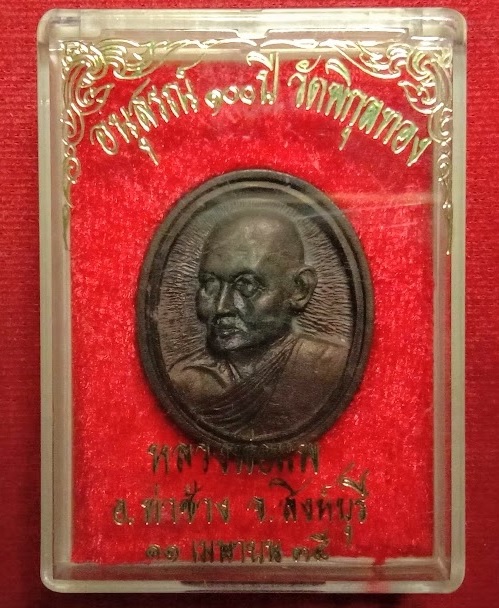 อนุสรณ์ ๑๐๐ ปี วัดพิกุลทอง
หลวงพ่อแพ
อ. ท่าช้าง จ. สิงห์บุรี
๑๑ เมษายน ๓๕